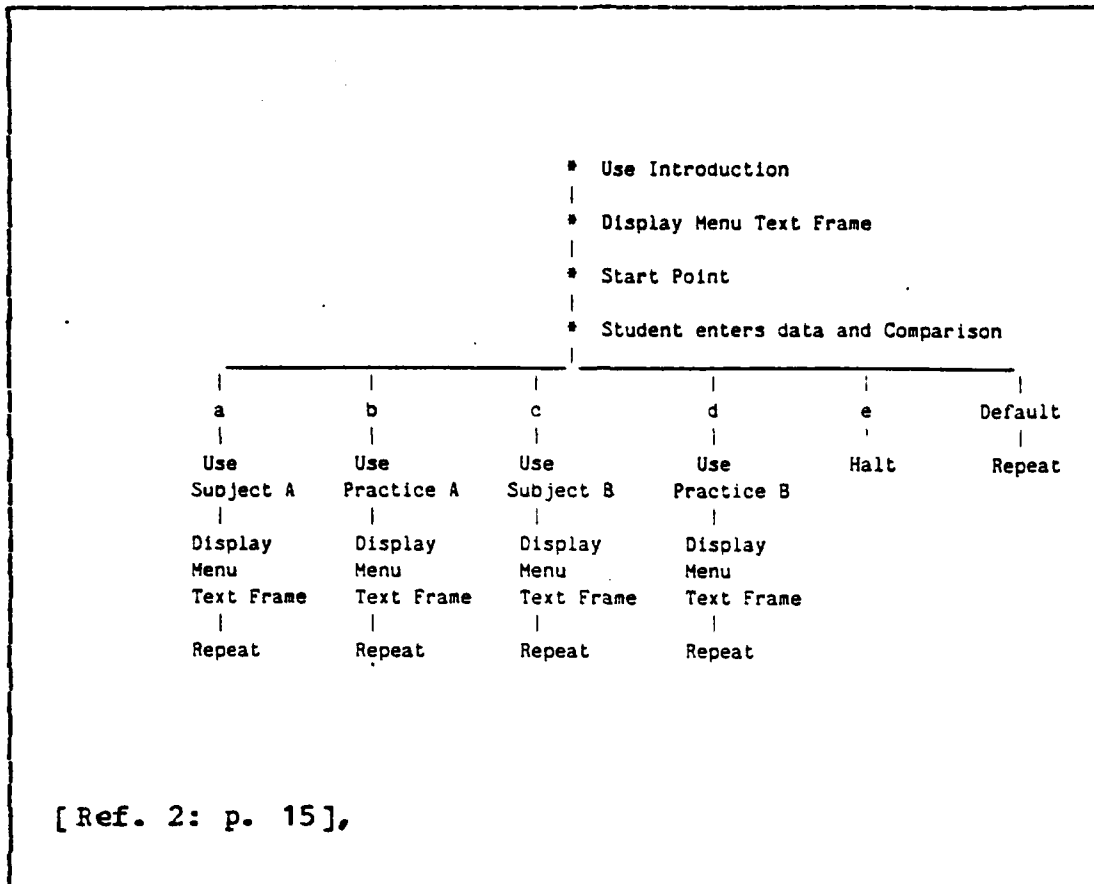 * Use Introduction
* Display Menu Text Frame
* Start Point
* Student enters data and Comparison
a b c d e Default
Use Use Use Use Halt Repeat
Subject A Practice A Subject B Practice B
Display Display Display Display
Menu Menu Menu Menu
Text Frame Text Frame Text Frame Text Frame
Repeat Repeat Repeat Repeat
[Ref. 2: p. 15],